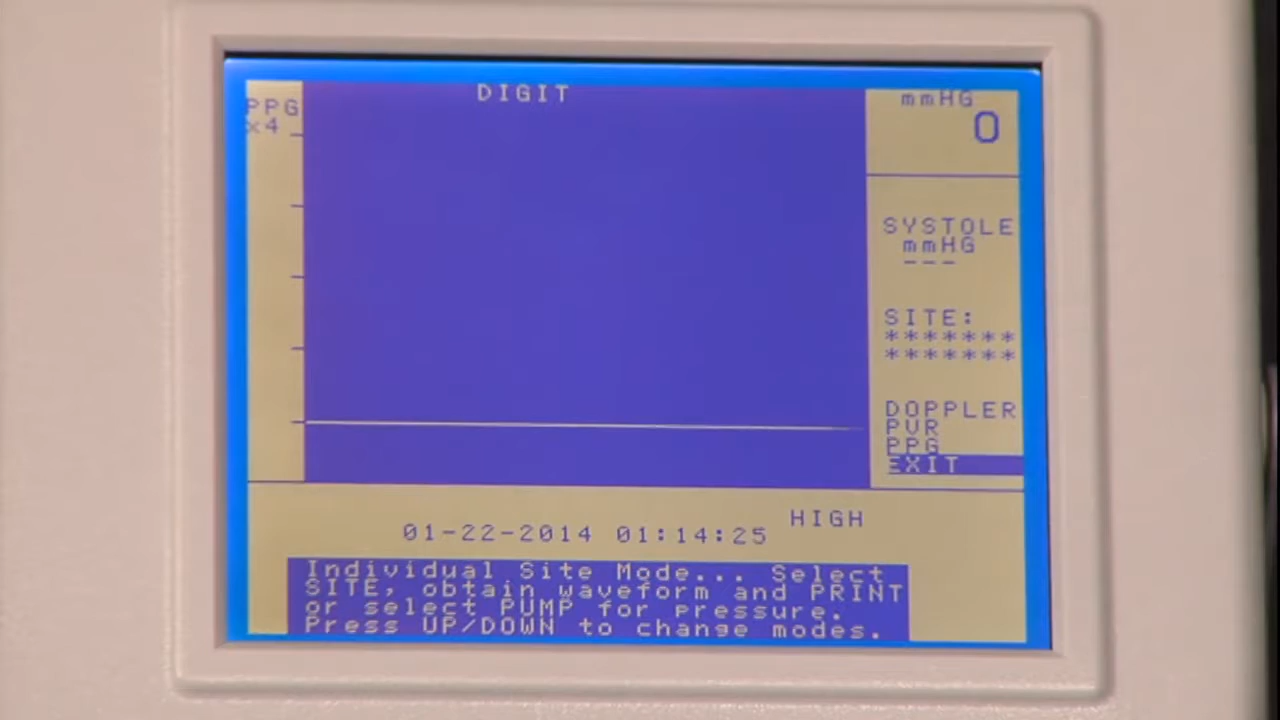 DIGIT
PPG
x4
mmHG
0
SYSTOLE
mmHG
---
SITE:
*******
*******
DOPPLER
PVR
PPG
EXIT
HIGH
01-22-2014 01:14:25
Individual Site Mode... Select
SITE, obtain waveform and PRINT
or select PUMP for pressure.
Press UP/DOWN to change modes.